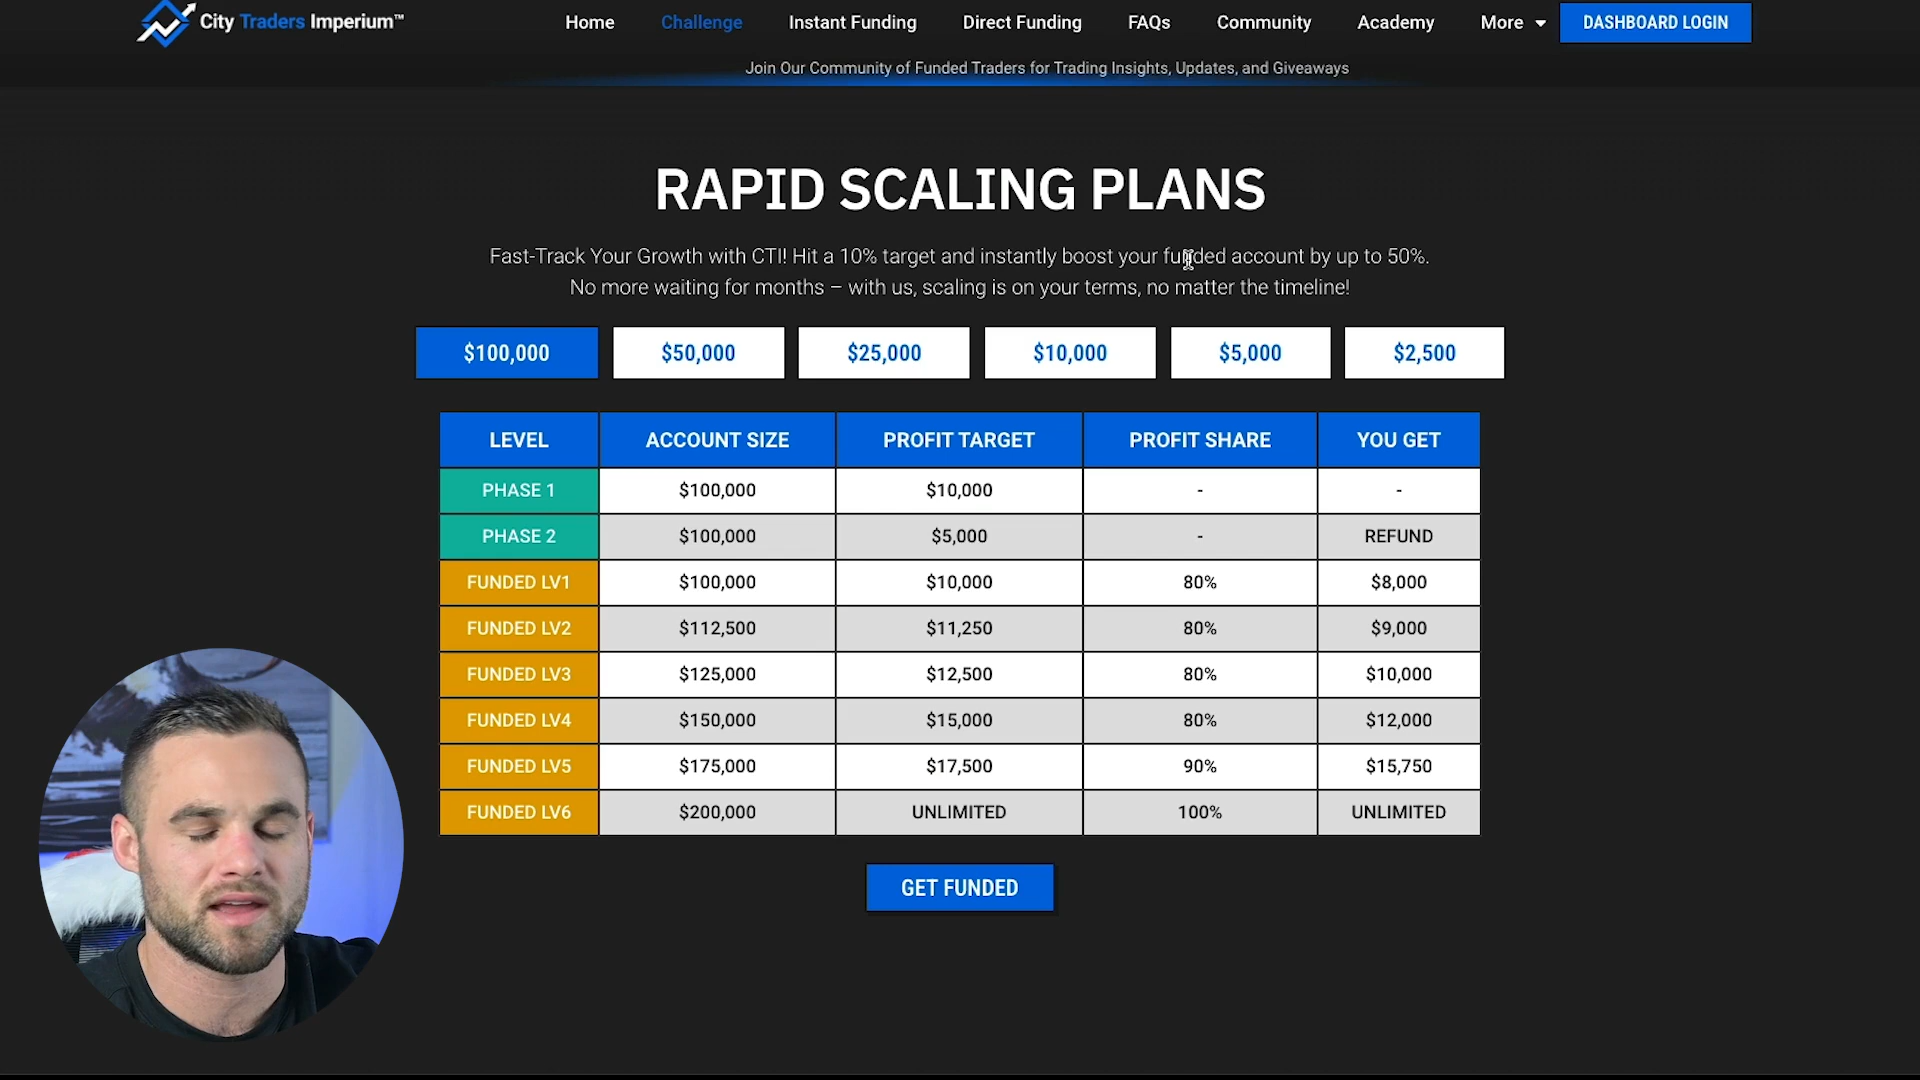 City Traders Imperium™
Home Challenge Instant Funding Direct Funding FAQs Community Academy More DASHBOARD LOGIN
Join Our Community of Funded Traders for Trading Insights, Updates, and Giveaways
RAPID SCALING PLANS
Fast-Track Your Growth with CTI! Hit a 10% target and instantly boost your funded account by up to 50%.
No more waiting for months – with us, scaling is on your terms, no matter the timeline!
$100,000 $50,000 $25,000 $10,000 $5,000 $2,500
LEVEL ACCOUNT SIZE PROFIT TARGET PROFIT SHARE YOU GET
PHASE 1 $100,000 $10,000 - -
PHASE 2 $100,000 $5,000 - REFUND
FUNDED LV1 $100,000 $10,000 80% $8,000
FUNDED LV2 $112,500 $11,250 80% $9,000
FUNDED LV3 $125,000 $12,500 80% $10,000
FUNDED LV4 $150,000 $15,000 80% $12,000
FUNDED LV5 $175,000 $17,500 90% $15,750
FUNDED LV6 $200,000 UNLIMITED 100% UNLIMITED
GET FUNDED